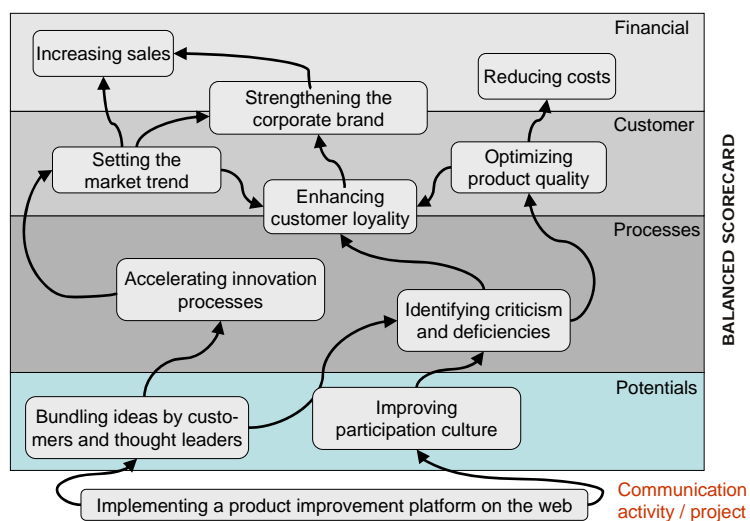 Financial
Increasing sales
Reducing costs
Strengthening the
corporate brand
Customer
Setting the
market trend
Optimizing
product quality
Enhancing
customer loyality
Processes
BALANCED SCORECARD
Accelerating innovation
processes
Identifying criticism
and deficiencies
Potentials
Bundling ideas by custo-
mers and thought leaders
Improving
participation culture
Implementing a product improvement platform on the web
Communication
activity / project